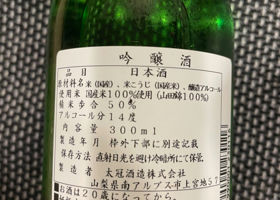 吟醸酒
品目 日本酒
原材料名 米(国産)、米こうじ(国産米)、醸造アルコール
使用米 国産米100%使用(山田錦100%)
精米歩合 50%
アルコール分 14度
内容量 300ml
製造年月 枠外下部に別途記載
保存方法 直射日光を避け冷暗所にて保管
製造者 太冠酒造株式会社
山梨県南アルプス市上宮地57
お酒は20歳になってから